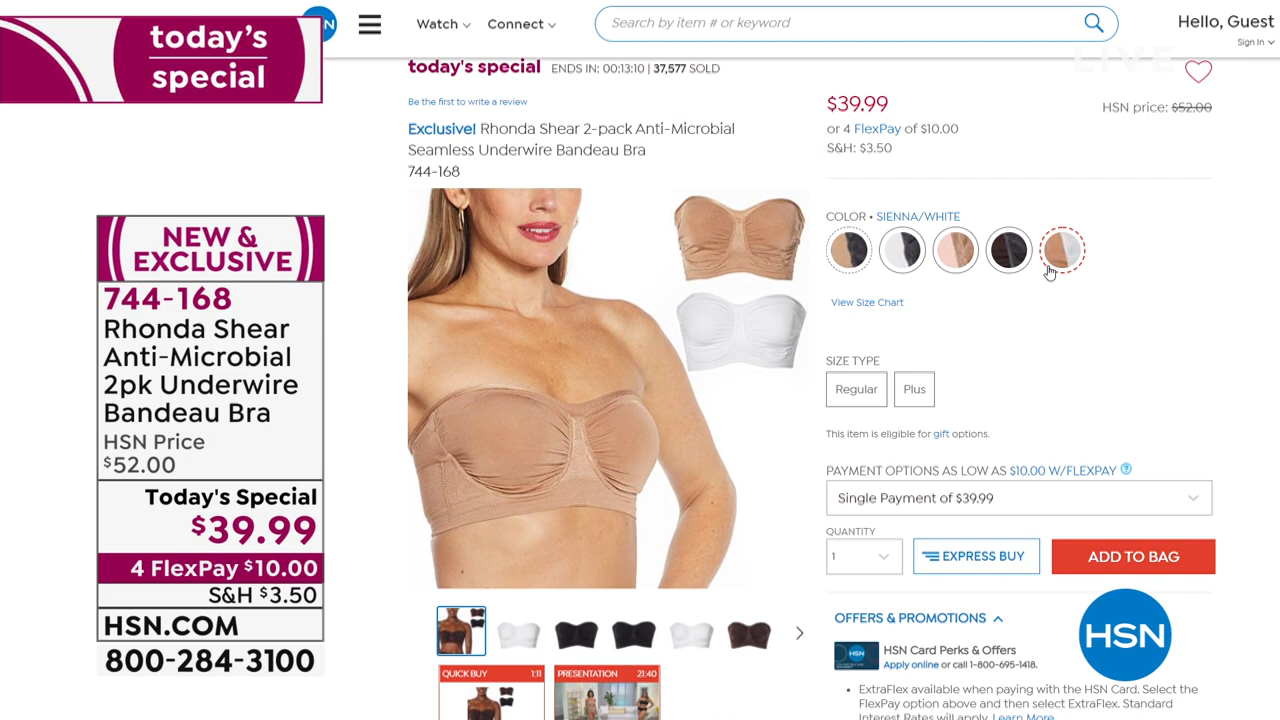 today's
special
HSN
Watch
Connect
Search by item # or keyword
Hello, Guest
Sign In
LIVE
today's special ENDS IN: 00:13:10 | 37,577 SOLD
Be the first to write a review
Exclusive! Rhonda Shear 2-pack Anti-Microbial
Seamless Underwire Bandeau Bra
744-168
$39.99
HSN price: $52.00
or 4 FlexPay of $10.00
S&H: $3.50
COLOR • SIENNA/WHITE
View Size Chart
SIZE TYPE
Regular
Plus
This item is eligible for gift options.
PAYMENT OPTIONS AS LOW AS $10.00 W/FLEXPAY ?
Single Payment of $39.99
QUANTITY
1
EXPRESS BUY
ADD TO BAG
OFFERS & PROMOTIONS
HSN Card Perks & Offers
Apply online or call 1-800-695-1418.
HSN
• ExtraFlex available when paying with the HSN Card. Select the
FlexPay option above and then select ExtraFlex. Standard
Interest Rates will apply. Learn More
QUICK BUY 1:11
PRESENTATION 21:40
NEW &
EXCLUSIVE
744-168
Rhonda Shear
Anti-Microbial
2pk Underwire
Bandeau Bra
HSN Price
$52.00
Today's Special
$39.99
4 FlexPay $10.00
S&H $3.50
HSN.COM
800-284-3100